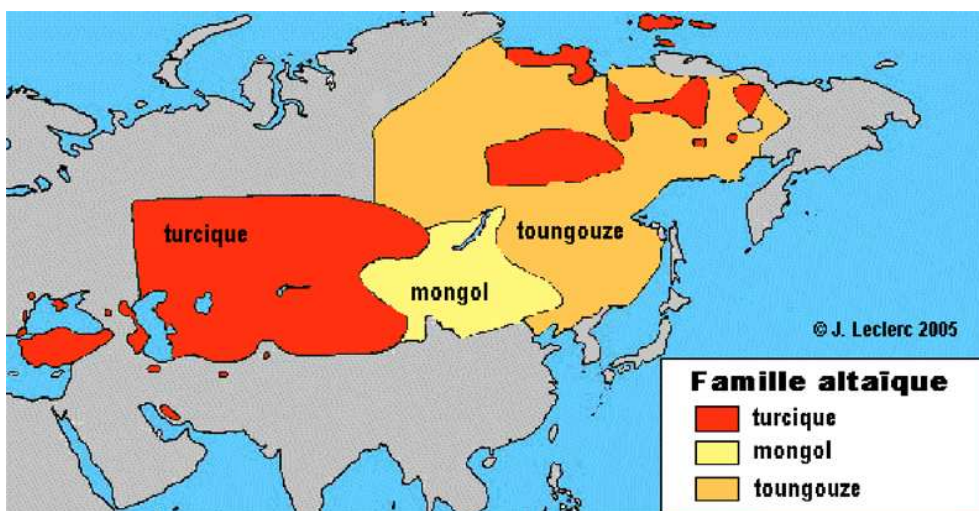 turcique
toungouze
mongol
© J. Leclerc 2005
Famille altaïque
turcique
mongol
toungouze